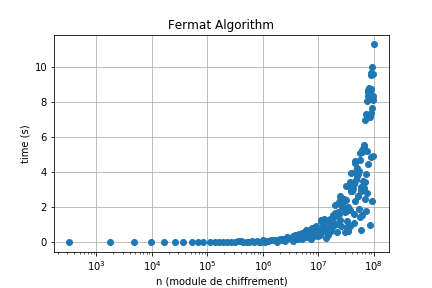 Fermat Algorithm
time (s)
10
8
6
4
2
0
10³ 10⁴ 10⁵ 10⁶ 10⁷ 10⁸
n (module de chiffrement)